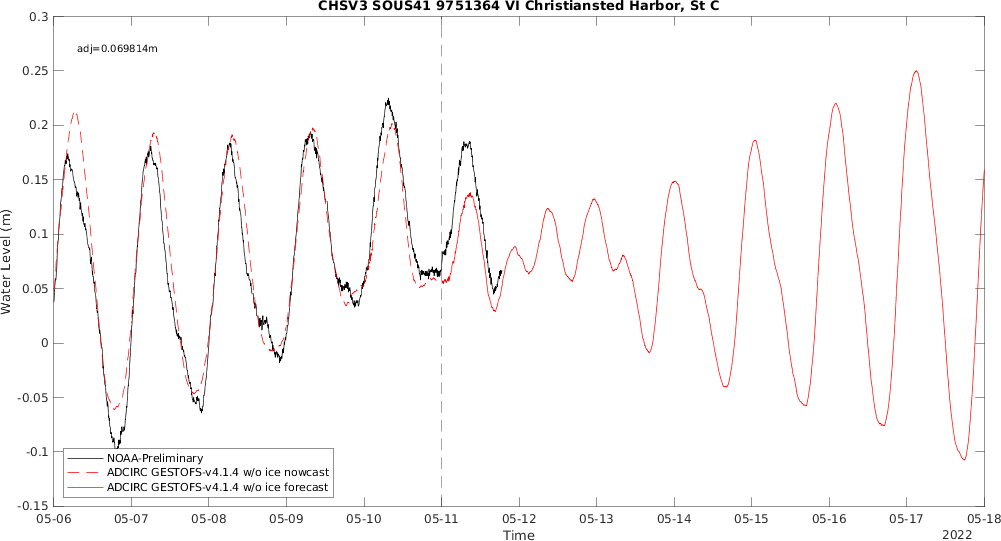 CHSV3 SOUS41 9751364 VI Christiansted Harbor, St C
adj=0.069814m
0.3
0.25
0.2
0.15
0.1
0.05
0
-0.05
-0.1
-0.15
Water Level (m)
NOAA-Preliminary
ADCIRC GESTOFS-v4.1.4 w/o ice nowcast
ADCIRC GESTOFS-v4.1.4 w/o ice forecast
05-06 05-07 05-08 05-09 05-10 05-11 05-12 05-13 05-14 05-15 05-16 05-17 05-18
Time
2022